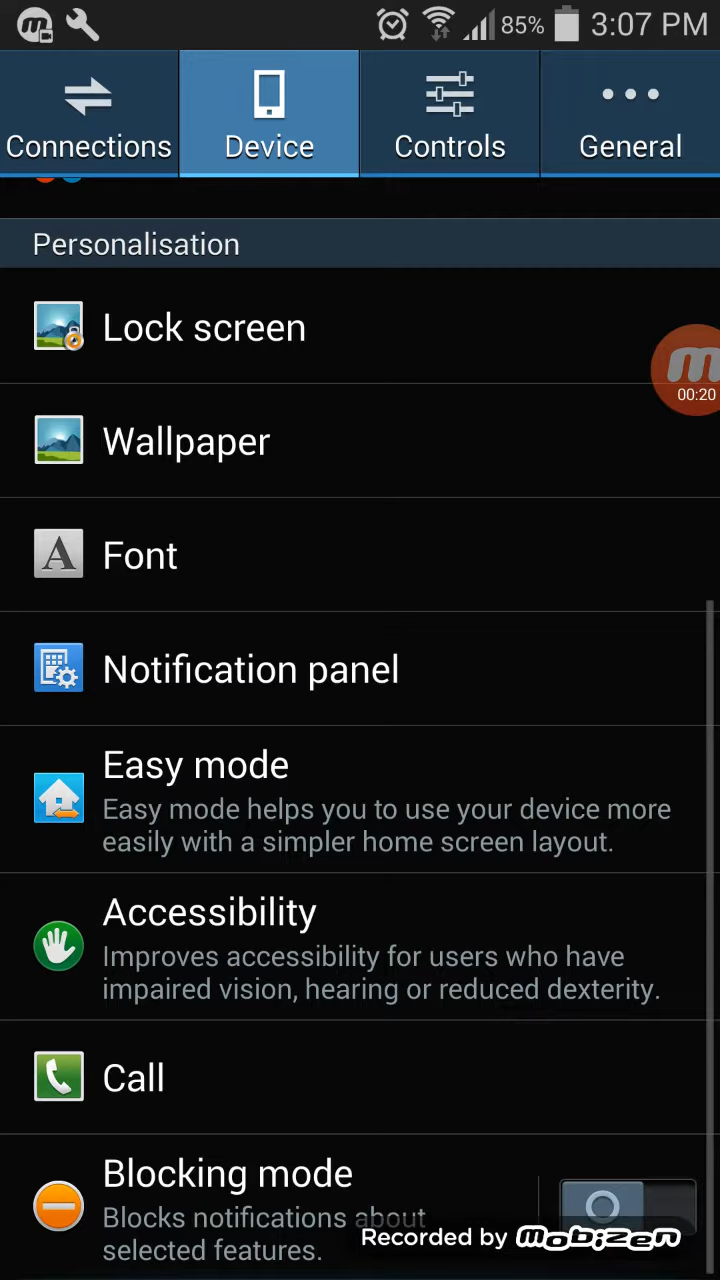 85% 3:07 PM
Connections Device Controls General
Personalisation
Lock screen
00:20
Wallpaper
A Font
Notification panel
Easy mode
Easy mode helps you to use your device more
easily with a simpler home screen layout.
Accessibility
Improves accessibility for users who have
impaired vision, hearing or reduced dexterity.
Call
Blocking mode
Blocks notifications about
selected features.
Recorded by mobizen